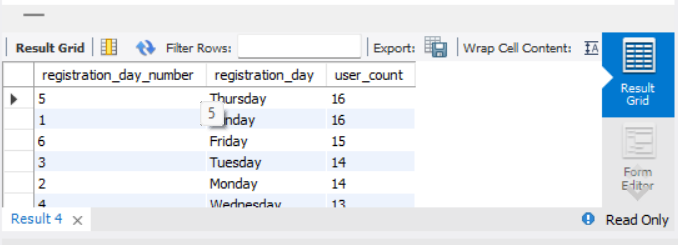 Result Grid Filter Rows: Export: Wrap Cell Content: IA
Result
Grid
registration_day_number registration_day user_count
5 Thursday 16
1 nday 16
5
6 Friday 15
3 Tuesday 14
2 Monday 14
4 Wednesday 13
Form
Editor
Result 4 × Read Only